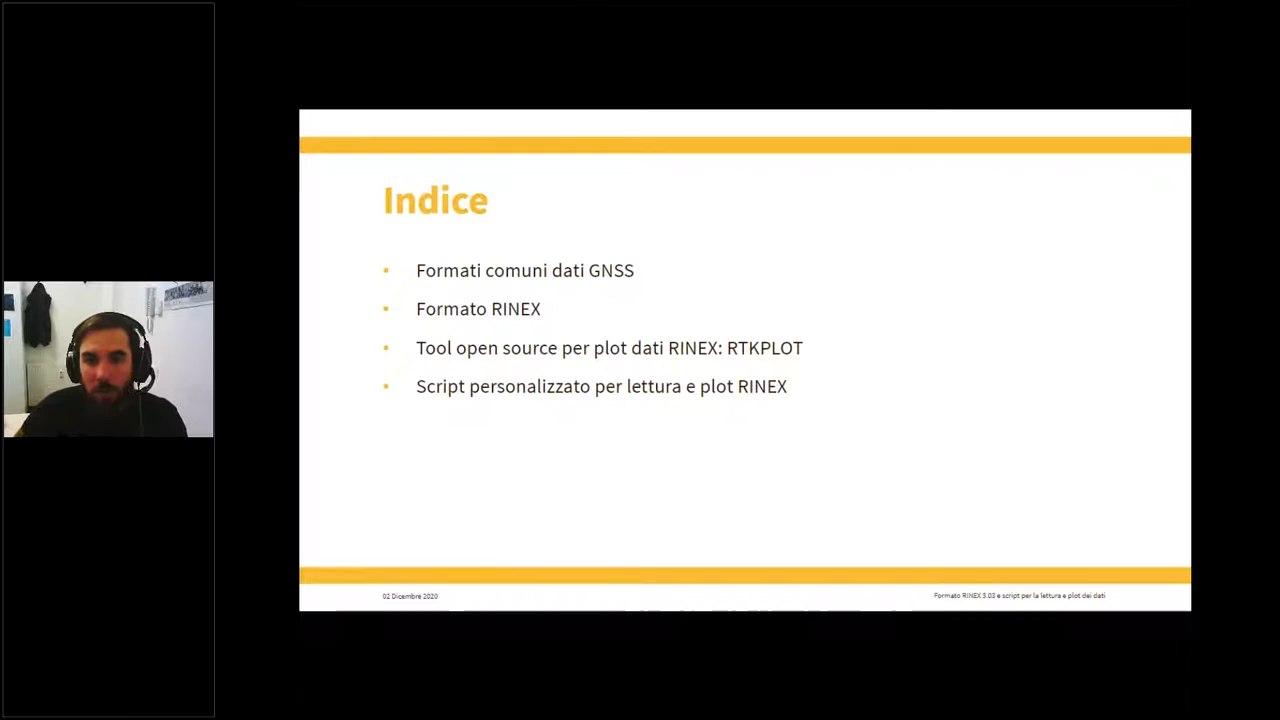 Indice
• Formati comuni dati GNSS
• Formato RINEX
• Tool open source per plot dati RINEX: RTKPLOT
• Script personalizzato per lettura e plot RINEX
02 Dicembre 2020
Formato RINEX 3.03 e script per la lettura e plot dei dati